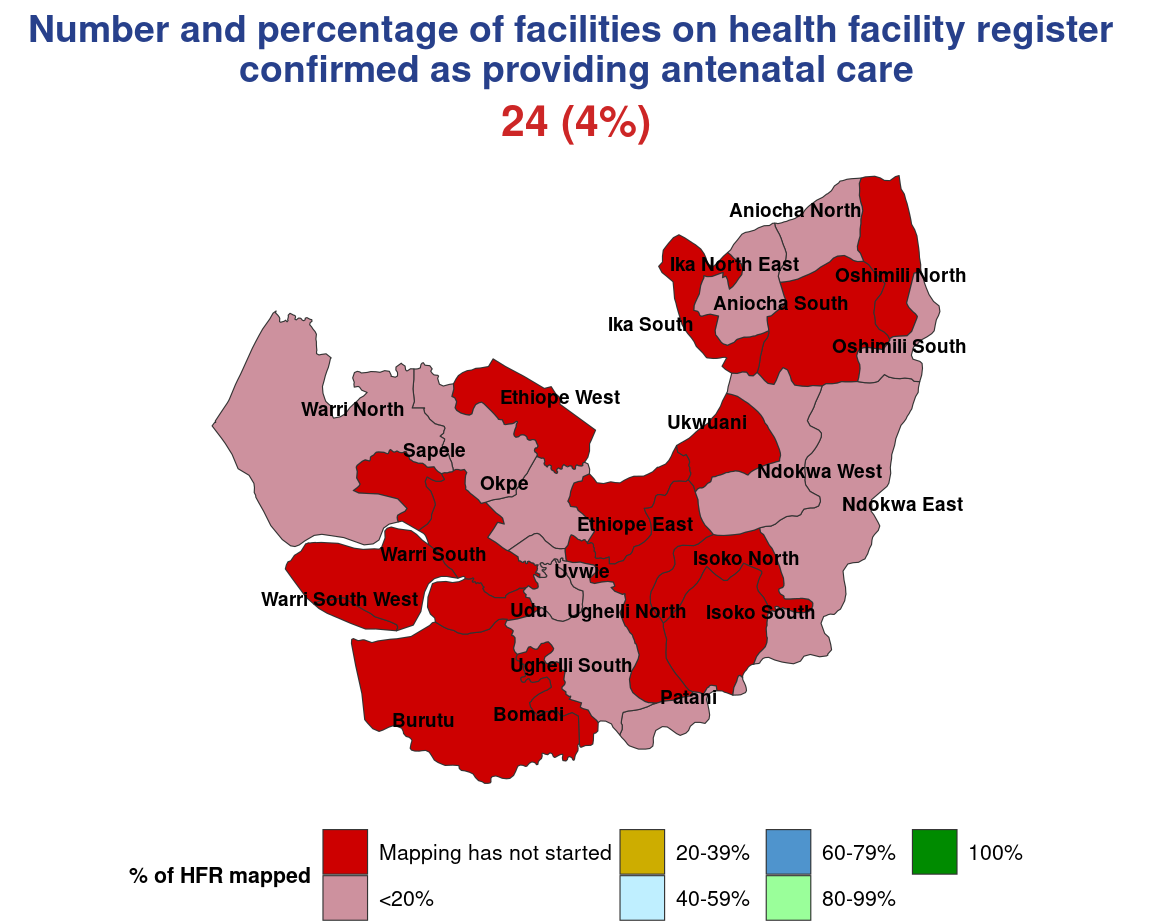 Number and percentage of facilities on health facility register
confirmed as providing antenatal care
24 (4%)
Aniocha North
Ika North East
Oshimili North
Aniocha South
Ika South
Oshimili South
Ethiope West
Warri North
Ukwuani
Sapele
Ndokwa West
Okpe
Ndokwa East
Ethiope East
Warri South
Isoko North
Uvwie
Warri South West
Udu
Ughelli North
Isoko South
Ughelli South
Patani
Bomadi
Burutu
% of HFR mapped
Mapping has not started
<20%
20-39%
40-59%
60-79%
80-99%
100%